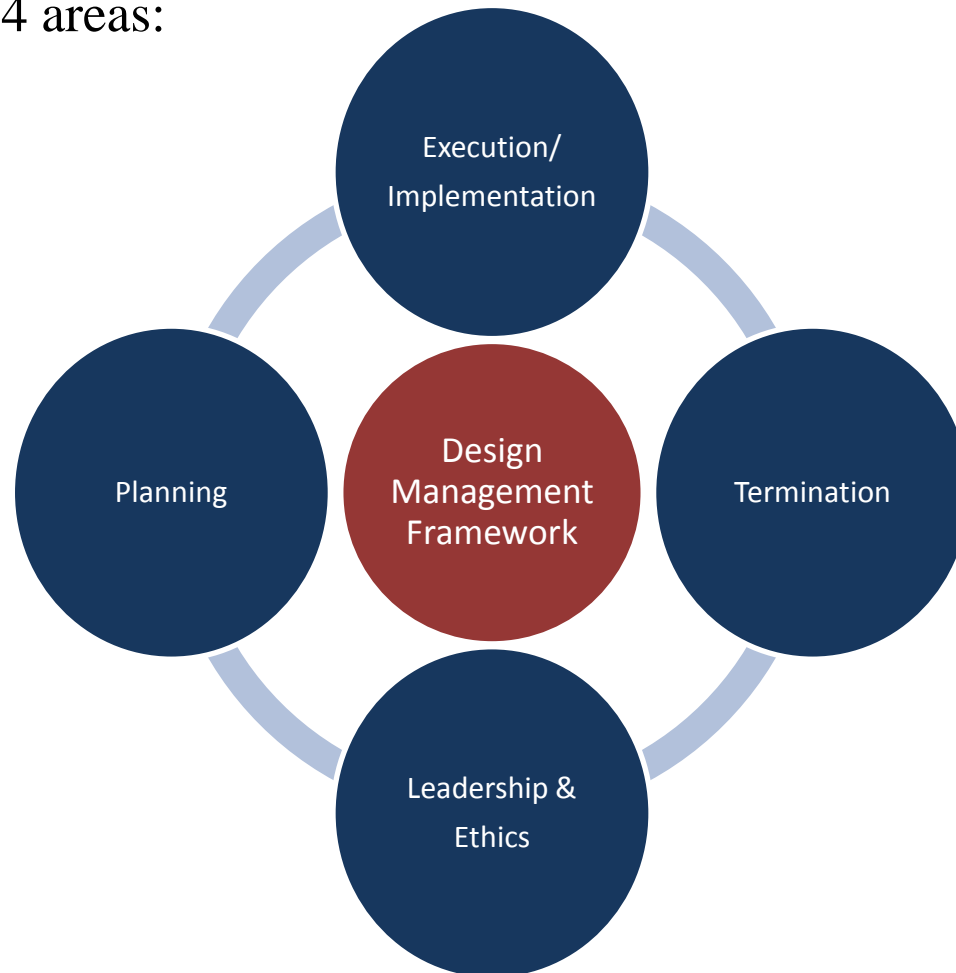 4 areas:
Execution/
Implementation
Planning
Design
Management
Framework
Termination
Leadership &
Ethics